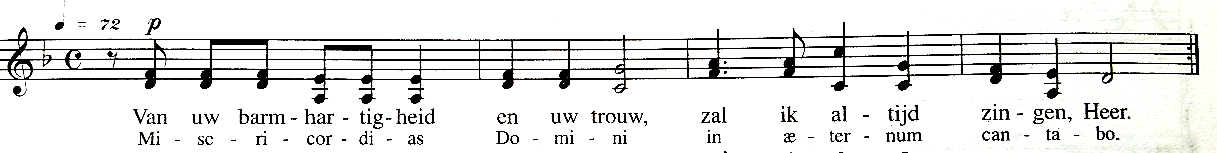 ♩ = 72 p
Van uw barm-har-tig-heid en uw trouw, zal ik al-tijd zin-gen, Heer.
Mi-se-ri-cor-di-as Do-mi-ni in æ-ter-num can-ta-bo.